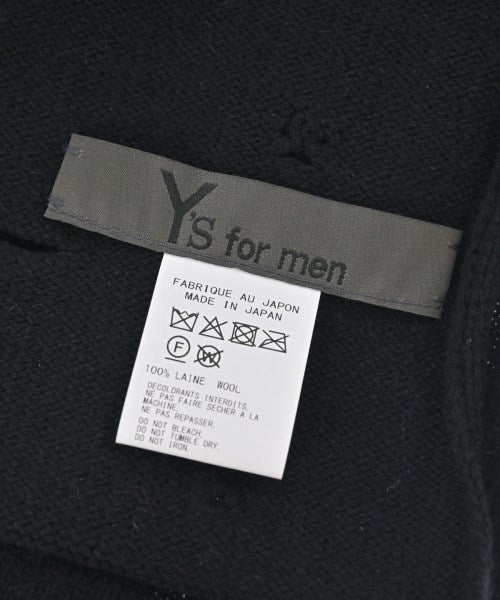 Y's for men
FABRIQUE AU JAPON
MADE IN JAPAN
F W
100% LAINE WOOL
DECOLORANTS INTERDITS.
NE PAS FAIRE SECHER A LA
MACHINE.
NE PAS REPASSER.
DO NOT BLEACH.
DO NOT TUMBLE DRY.
DO NOT IRON.